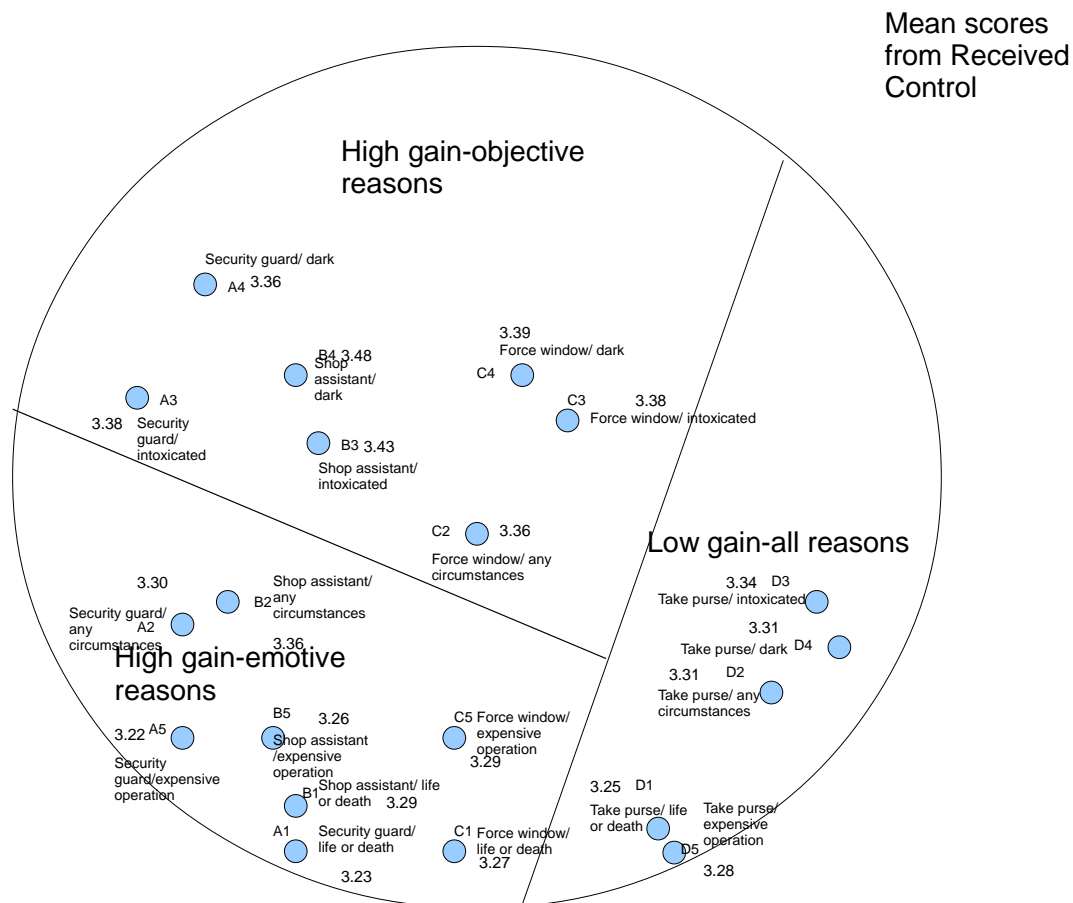 Mean scores
from Received
Control
High gain-objective
reasons
Security guard/ dark
A4 3.36
B4 3.48
Shop
assistant/
dark
3.39
Force window/ dark
C4
A3
3.38
Security
guard/
intoxicated
C3
3.38
Force window/ intoxicated
B3 3.43
Shop assistant/
intoxicated
C2
3.36
Force window/ any
circumstances
Low gain-all reasons
3.34 D3
Take purse/ intoxicated
3.31
Take purse/ dark D4
3.31 D2
Take purse/ any
circumstances
3.30
Security guard/
any
circumstances
A2
B2
Shop assistant/
any
circumstances
3.36
High gain-emotive
reasons
3.22 A5
Security
guard/expensive
operation
B5
3.26
Shop assistant
/expensive
operation
C5 Force window/
expensive
operation
3.29
B1
Shop assistant/ life
or death
3.29
A1
Security guard/
life or death
3.23
C1 Force window/
life or death
3.27
3.25 D1
Take purse/ life
or death
Take purse/
expensive
operation
D5
3.28